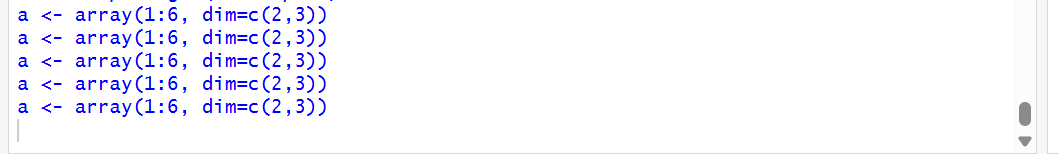 a <- array(1:6, dim=c(2,3))
a <- array(1:6, dim=c(2,3))
a <- array(1:6, dim=c(2,3))
a <- array(1:6, dim=c(2,3))
a <- array(1:6, dim=c(2,3))